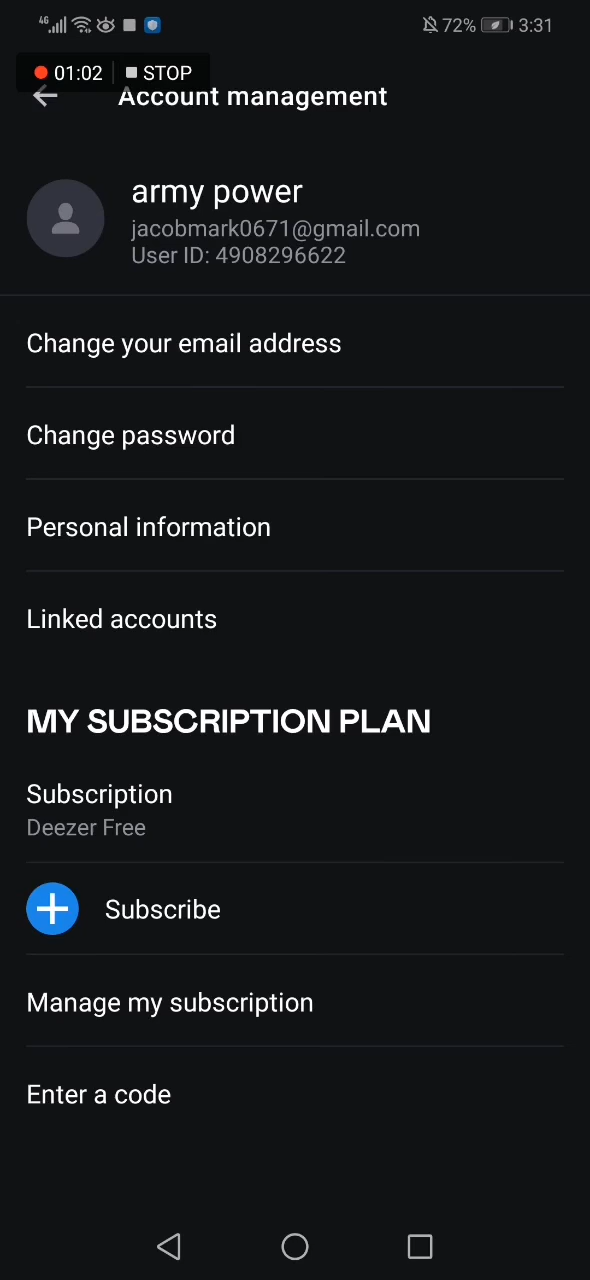 4G 72% 3:31
01:02 STOP
Account management
army power
jacobmark0671@gmail.com
User ID: 4908296622
Change your email address
Change password
Personal information
Linked accounts
MY SUBSCRIPTION PLAN
Subscription
Deezer Free
Subscribe
Manage my subscription
Enter a code